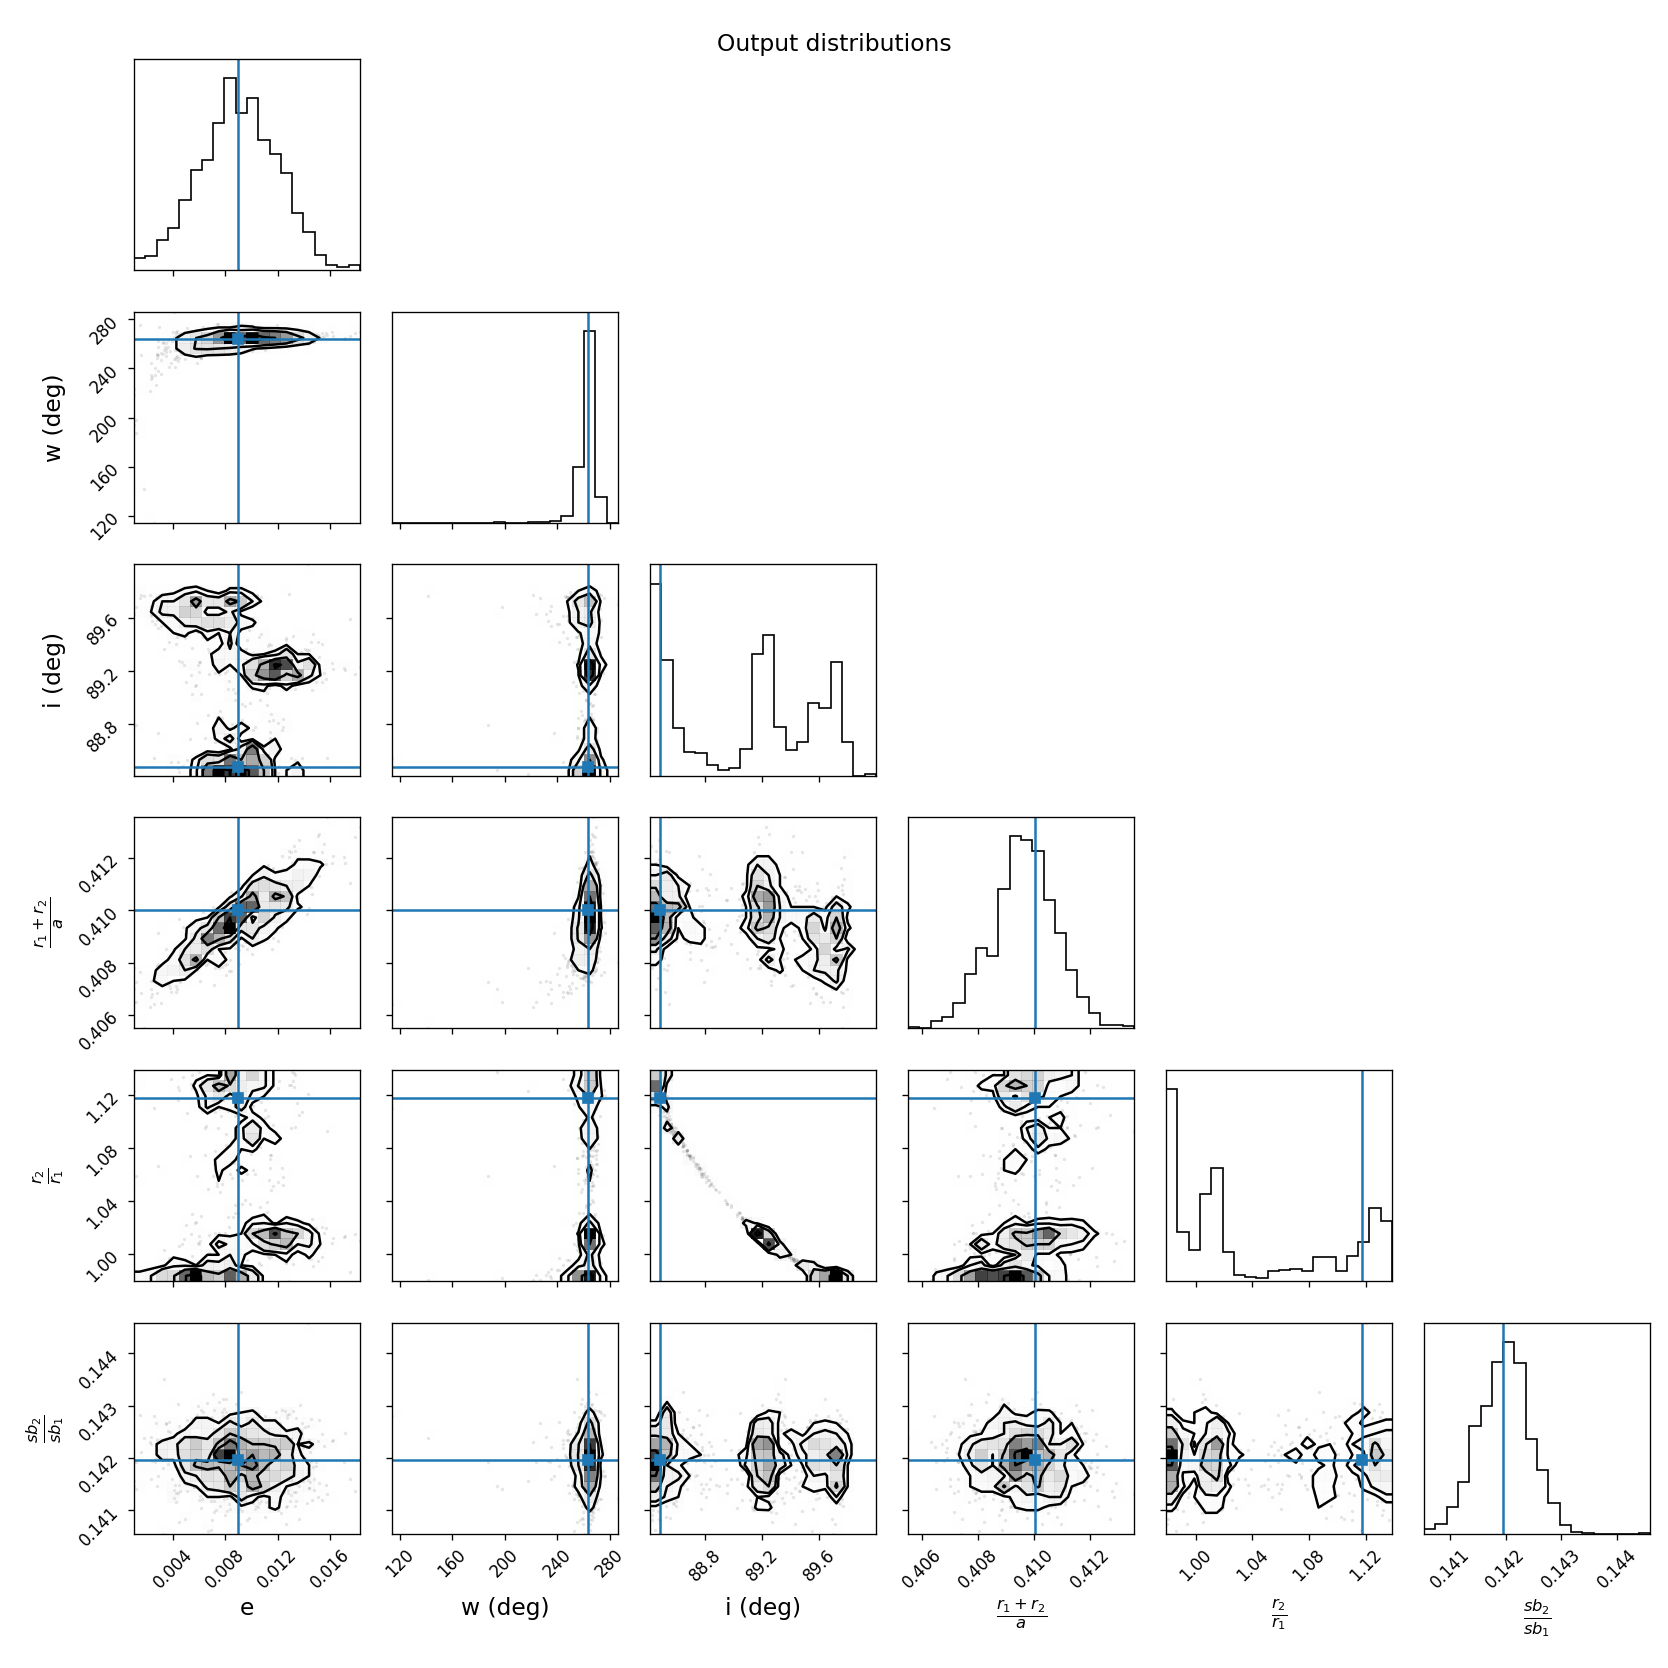 Output distributions
280
240
200
160
120
w (deg)
89.6
89.2
88.8
i (deg)
0.412
0.410
0.408
0.406
r₁ + r₂
a
1.12
1.08
1.04
1.00
r₂
r₁
0.144
0.143
0.142
0.141
sb₂
sb₁
0.004 0.008 0.012 0.016 120 160 200 240 280 88.8 89.2 89.6 0.406 0.408 0.410 0.412 1.00 1.04 1.08 1.12 0.141 0.142 0.143 0.144
e w (deg) i (deg) r₁ + r₂ r₂ sb₂
a r₁ sb₁